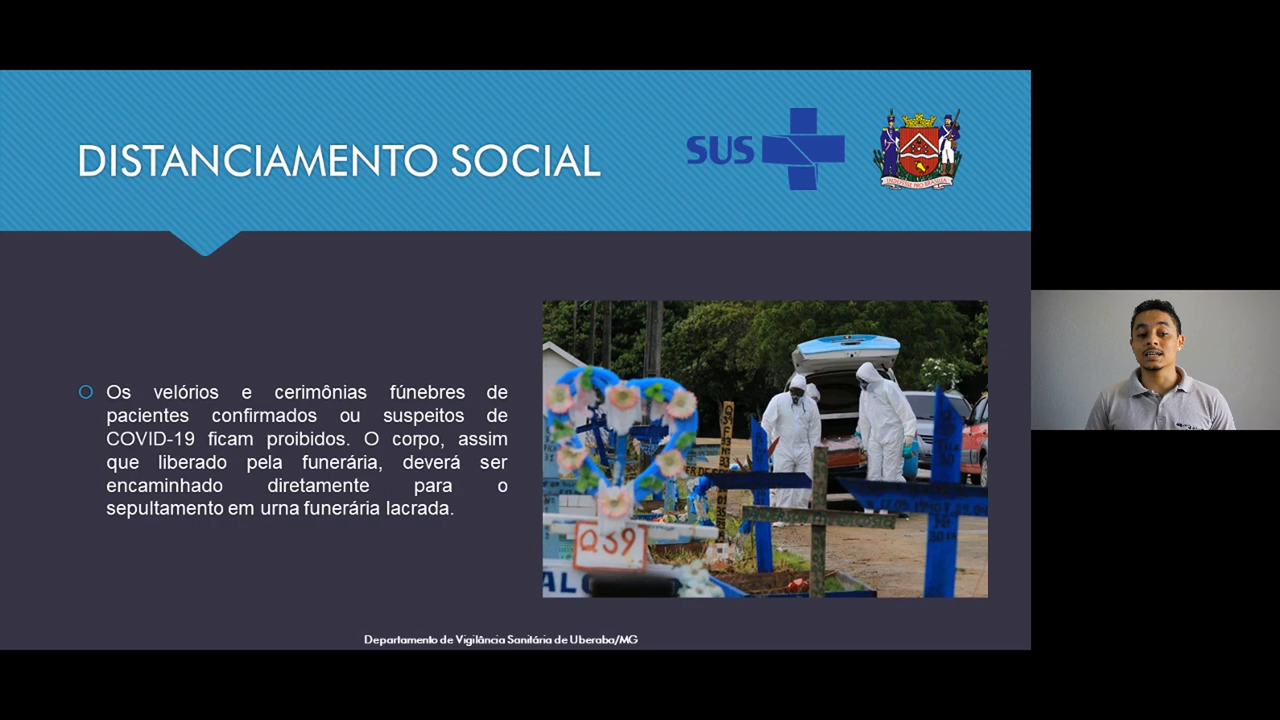 DISTANCIAMENTO SOCIAL
SUS
Os velórios e cerimônias fúnebres de
pacientes confirmados ou suspeitos de
COVID-19 ficam proibidos. O corpo, assim
que liberado pela funerária, deverá ser
encaminhado diretamente para o
sepultamento em urna funerária lacrada.
Q39
Departamento de Vigilância Sanitária de Uberaba/MG